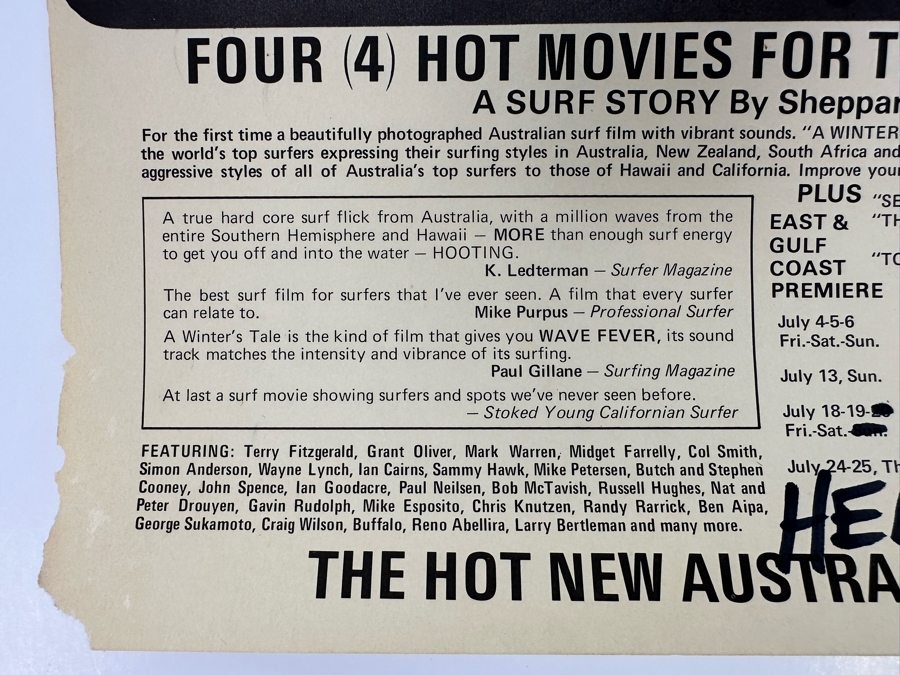 FOUR (4) HOT MOVIES FOR T
A SURF STORY By Sheppar
For the first time a beautifully photographed Australian surf film with vibrant sounds. "A WINTER
the world's top surfers expressing their surfing styles in Australia, New Zealand, South Africa and
aggressive styles of all of Australia's top surfers to those of Hawaii and California. Improve your
A true hard core surf flick from Australia, with a million waves from the
entire Southern Hemisphere and Hawaii — MORE than enough surf energy
to get you off and into the water — HOOTING.
K. Ledterman — Surfer Magazine
The best surf film for surfers that I've ever seen. A film that every surfer
can relate to. Mike Purpus — Professional Surfer
A Winter's Tale is the kind of film that gives you WAVE FEVER, its sound
track matches the intensity and vibrance of its surfing.
Paul Gillane — Surfing Magazine
At last a surf movie showing surfers and spots we've never seen before.
— Stoked Young Californian Surfer
FEATURING: Terry Fitzgerald, Grant Oliver, Mark Warren, Midget Farrelly, Col Smith,
Simon Anderson, Wayne Lynch, Ian Cairns, Sammy Hawk, Mike Petersen, Butch and Stephen
Cooney, John Spence, Ian Goodacre, Paul Neilsen, Bob McTavish, Russell Hughes, Nat and
Peter Drouyen, Gavin Rudolph, Mike Esposito, Chris Knutzen, Randy Rarrick, Ben Aipa,
George Sukamoto, Craig Wilson, Buffalo, Reno Abellira, Larry Bertleman and many more.
PLUS "SE
EAST & "TH
GULF
COAST "TO
PREMIERE
July 4-5-6
Fri.-Sat.-Sun.
July 13, Sun.
July 18-19-
Fri.-Sat.-
July 24-25, Th
HE
THE HOT NEW AUSTRA